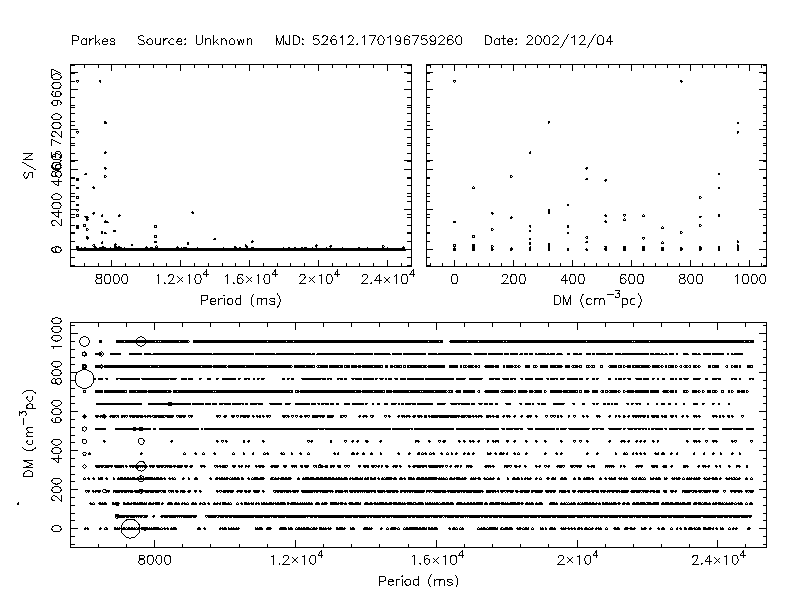 Parkes Source: Unknown MJD: 52612.170196759260 Date: 2002/12/04
S/N
0 2400 4800 7200 9600
8000 1.2×10⁴ 1.6×10⁴ 2×10⁴ 2.4×10⁴
Period (ms)
0 200 400 600 800 1000
DM (cm⁻³pc)
DM (cm⁻³pc)
0 200 400 600 800 1000
8000 1.2×10⁴ 1.6×10⁴ 2×10⁴ 2.4×10⁴
Period (ms)